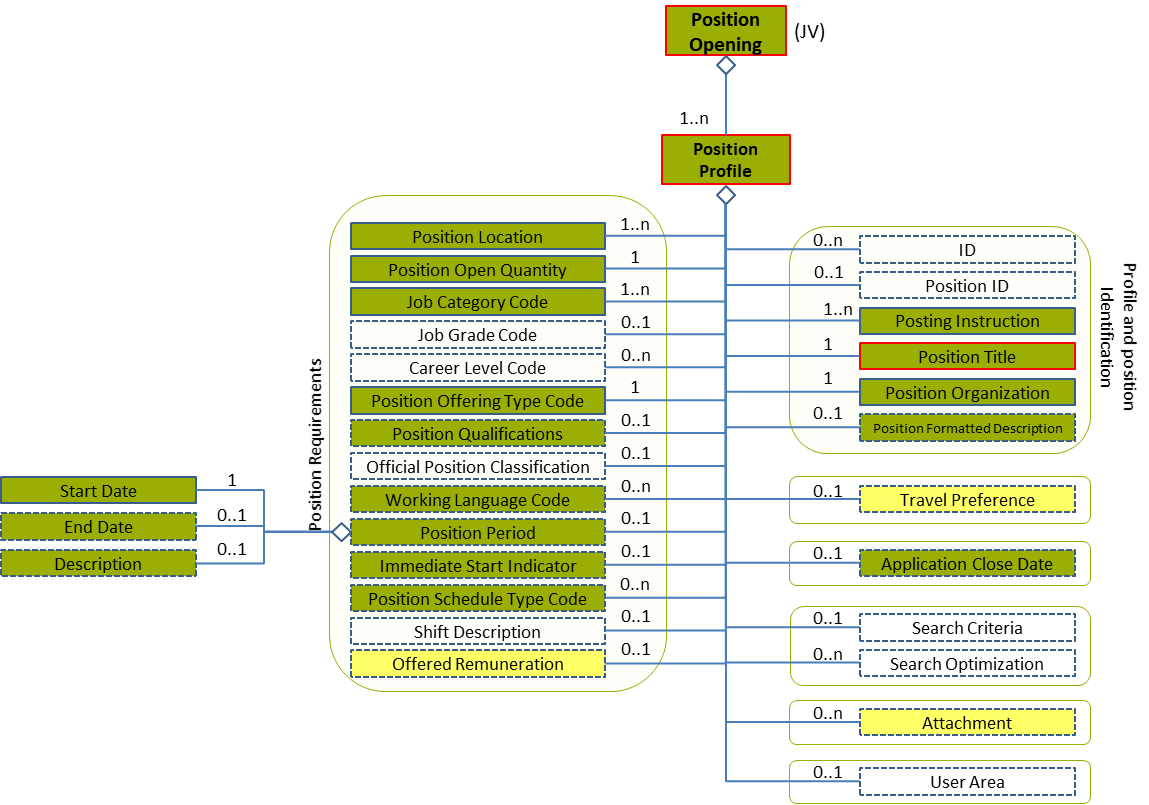 Position
Opening
(JV)
1..n
Position
Profile
Position Requirements
Position Location
1..n
Position Open Quantity
1
Job Category Code
1..n
Job Grade Code
0..1
Career Level Code
0..n
Position Offering Type Code
1
Position Qualifications
0..1
Official Position Classification
0..1
Working Language Code
0..n
Position Period
0..1
Immediate Start Indicator
0..1
Position Schedule Type Code
0..n
Shift Description
0..1
Offered Remuneration
0..1
Start Date
1
End Date
0..1
Description
0..1
Profile and position
Identification
0..n
ID
0..1
Position ID
1..n
Posting Instruction
1
Position Title
1
Position Organization
0..1
Position Formatted Description
0..1
Travel Preference
0..1
Application Close Date
0..1
Search Criteria
0..n
Search Optimization
0..n
Attachment
0..1
User Area